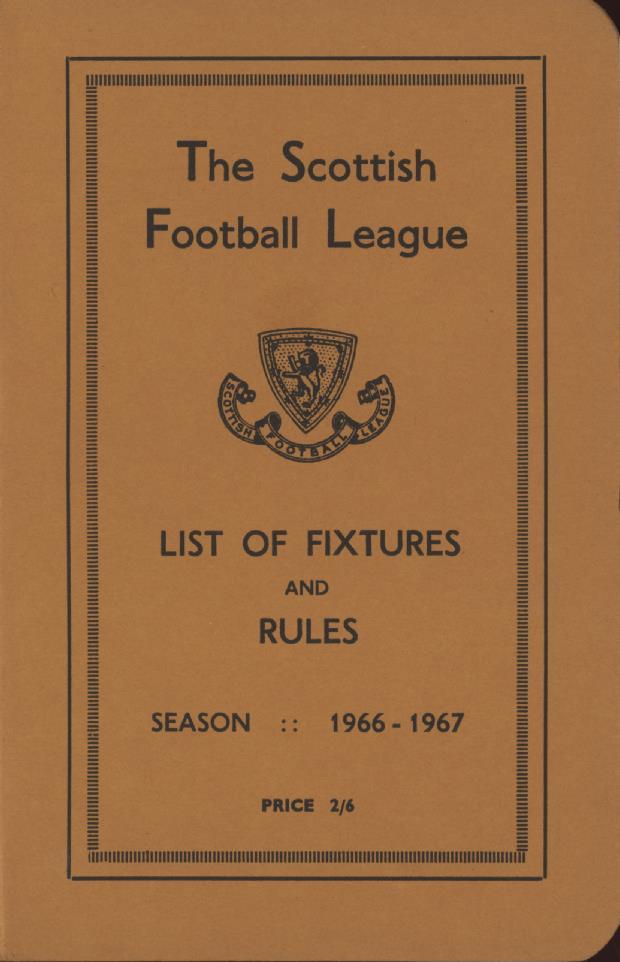 The Scottish
Football League
SCOTTISH FOOTBALL LEAGUE
LIST OF FIXTURES
AND
RULES
SEASON :: 1966 - 1967
PRICE 2/6